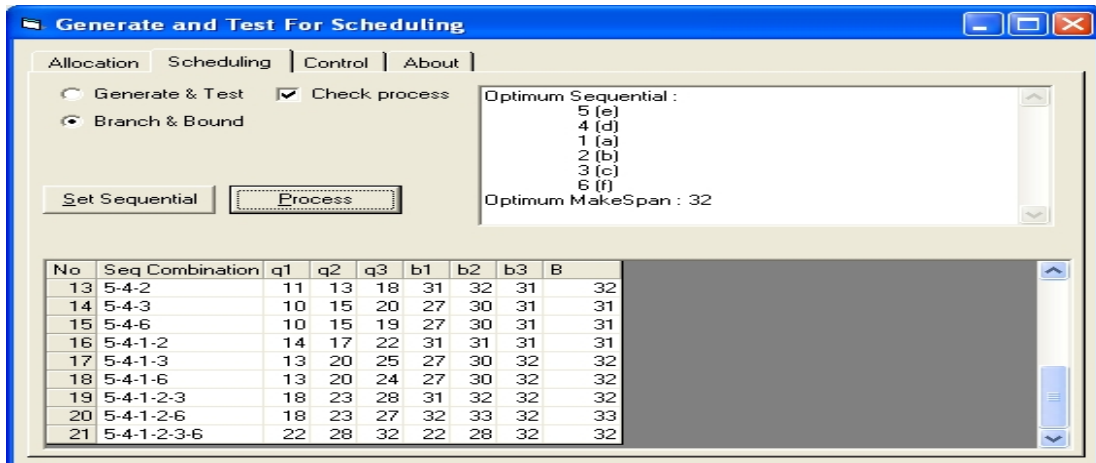 Generate and Test For Scheduling
Allocation Scheduling Control About
Generate & Test Check process
Branch & Bound
Set Sequential Process
Optimum Sequential :
5 (e)
4 (d)
1 (a)
2 (b)
3 (c)
6 (f)
Optimum MakeSpan : 32
No Seq Combination q1 q2 q3 b1 b2 b3 B
13 5-4-2 11 13 18 31 32 31 32
14 5-4-3 10 15 20 27 30 31 31
15 5-4-6 10 15 19 27 30 31 31
16 5-4-1-2 14 17 22 31 31 31 31
17 5-4-1-3 13 20 25 27 30 32 32
18 5-4-1-6 13 20 24 27 30 32 32
19 5-4-1-2-3 18 23 28 31 32 32 32
20 5-4-1-2-6 18 23 27 32 33 32 33
21 5-4-1-2-3-6 22 28 32 22 28 32 32